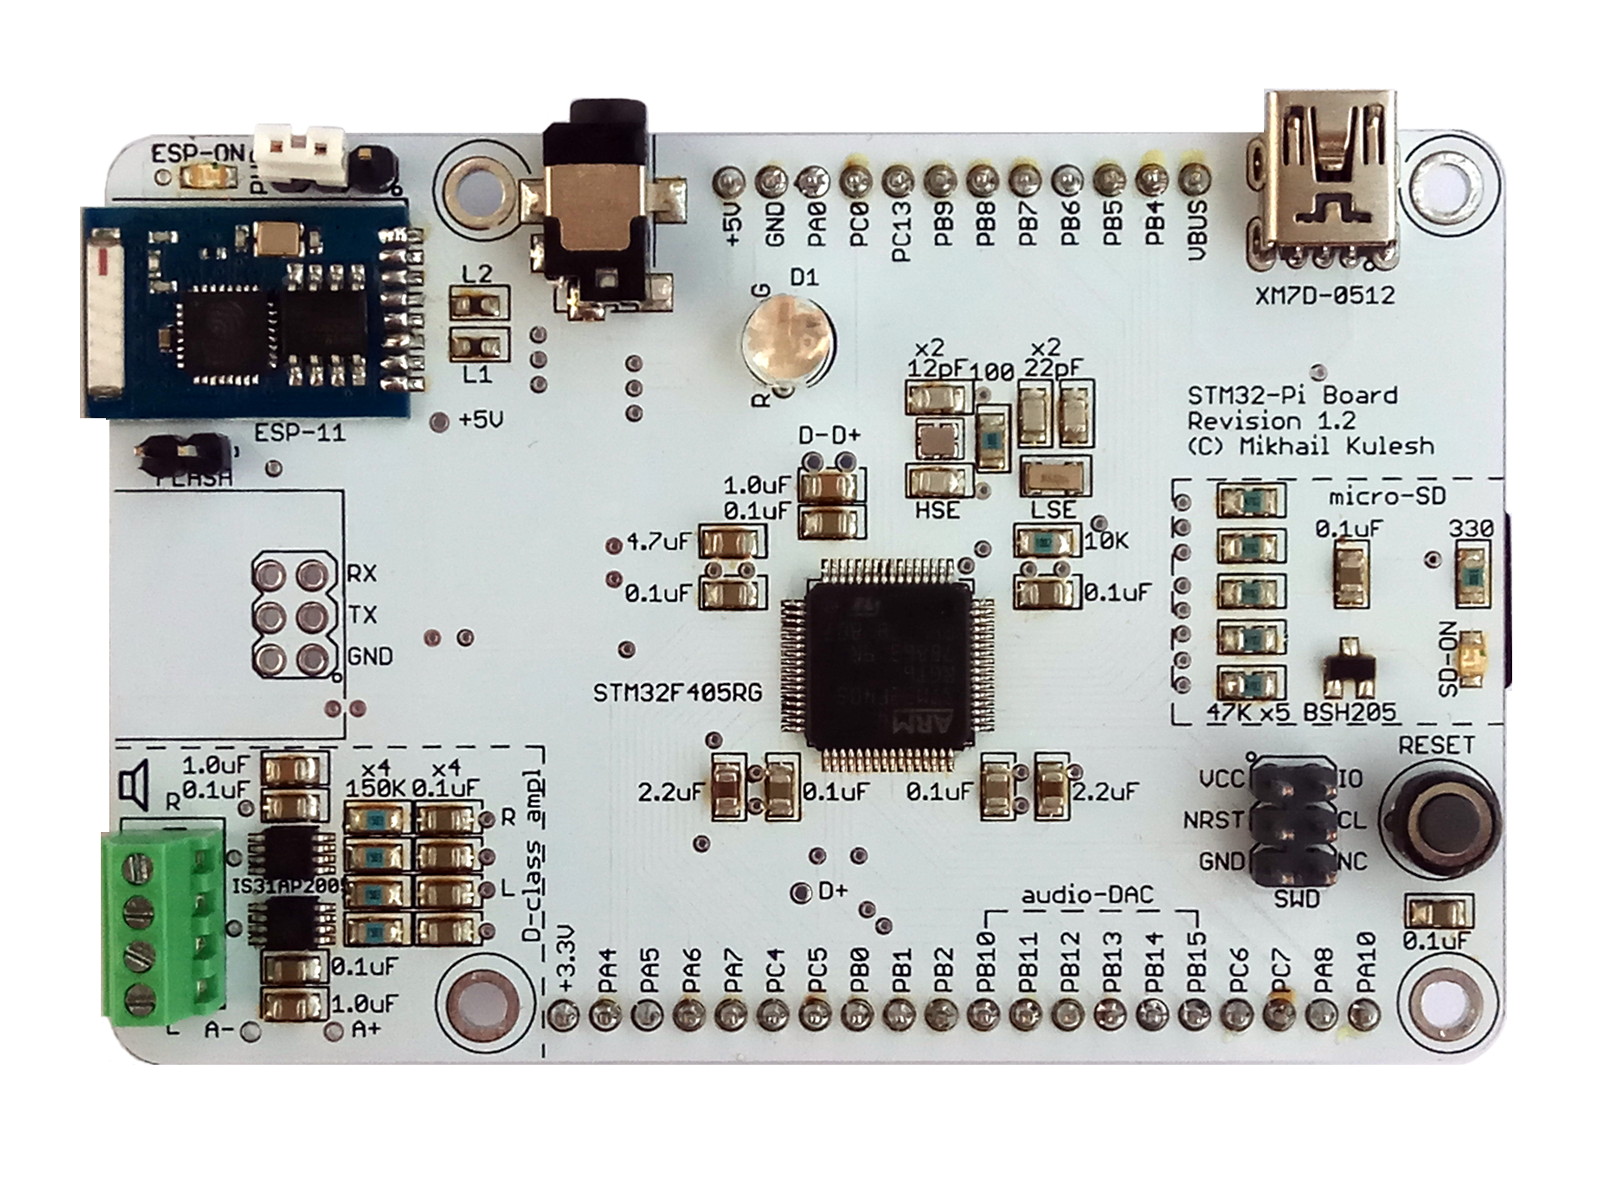 ESP-ON
+5V
GND
PA0
PC0
PC13
PB9
PB8
PB7
PB6
PB5
PB4
VBUS
XM7D-0512
L2
L1
G
D1
R
+5V
ESP-11
FLASH
x2
12pF
100
x2
22pF
HSE
LSE
STM32-Pi Board
Revision 1.2
(C) Mikhail Kulesh
D-
D+
1.0uF
0.1uF
4.7uF
0.1uF
10K
0.1uF
micro-SD
0.1uF
330
SD-ON
47K x5
BSH205
RX
TX
GND
STM32F405RG
ARM
2.2uF
0.1uF
0.1uF
2.2uF
VCC
IO
NRST
CL
GND
NC
SWD
RESET
0.1uF
1.0uF
0.1uF
R
x4
150K
x4
0.1uF
R
L
D-class ampl
IS31AP2005
0.1uF
1.0uF
L
A-
A+
D+
audio-DAC
+3.3V
PA4
PA5
PA6
PA7
PC4
PC5
PB0
PB1
PB2
PB10
PB11
PB12
PB13
PB14
PB15
PC6
PC7
PA8
PA10